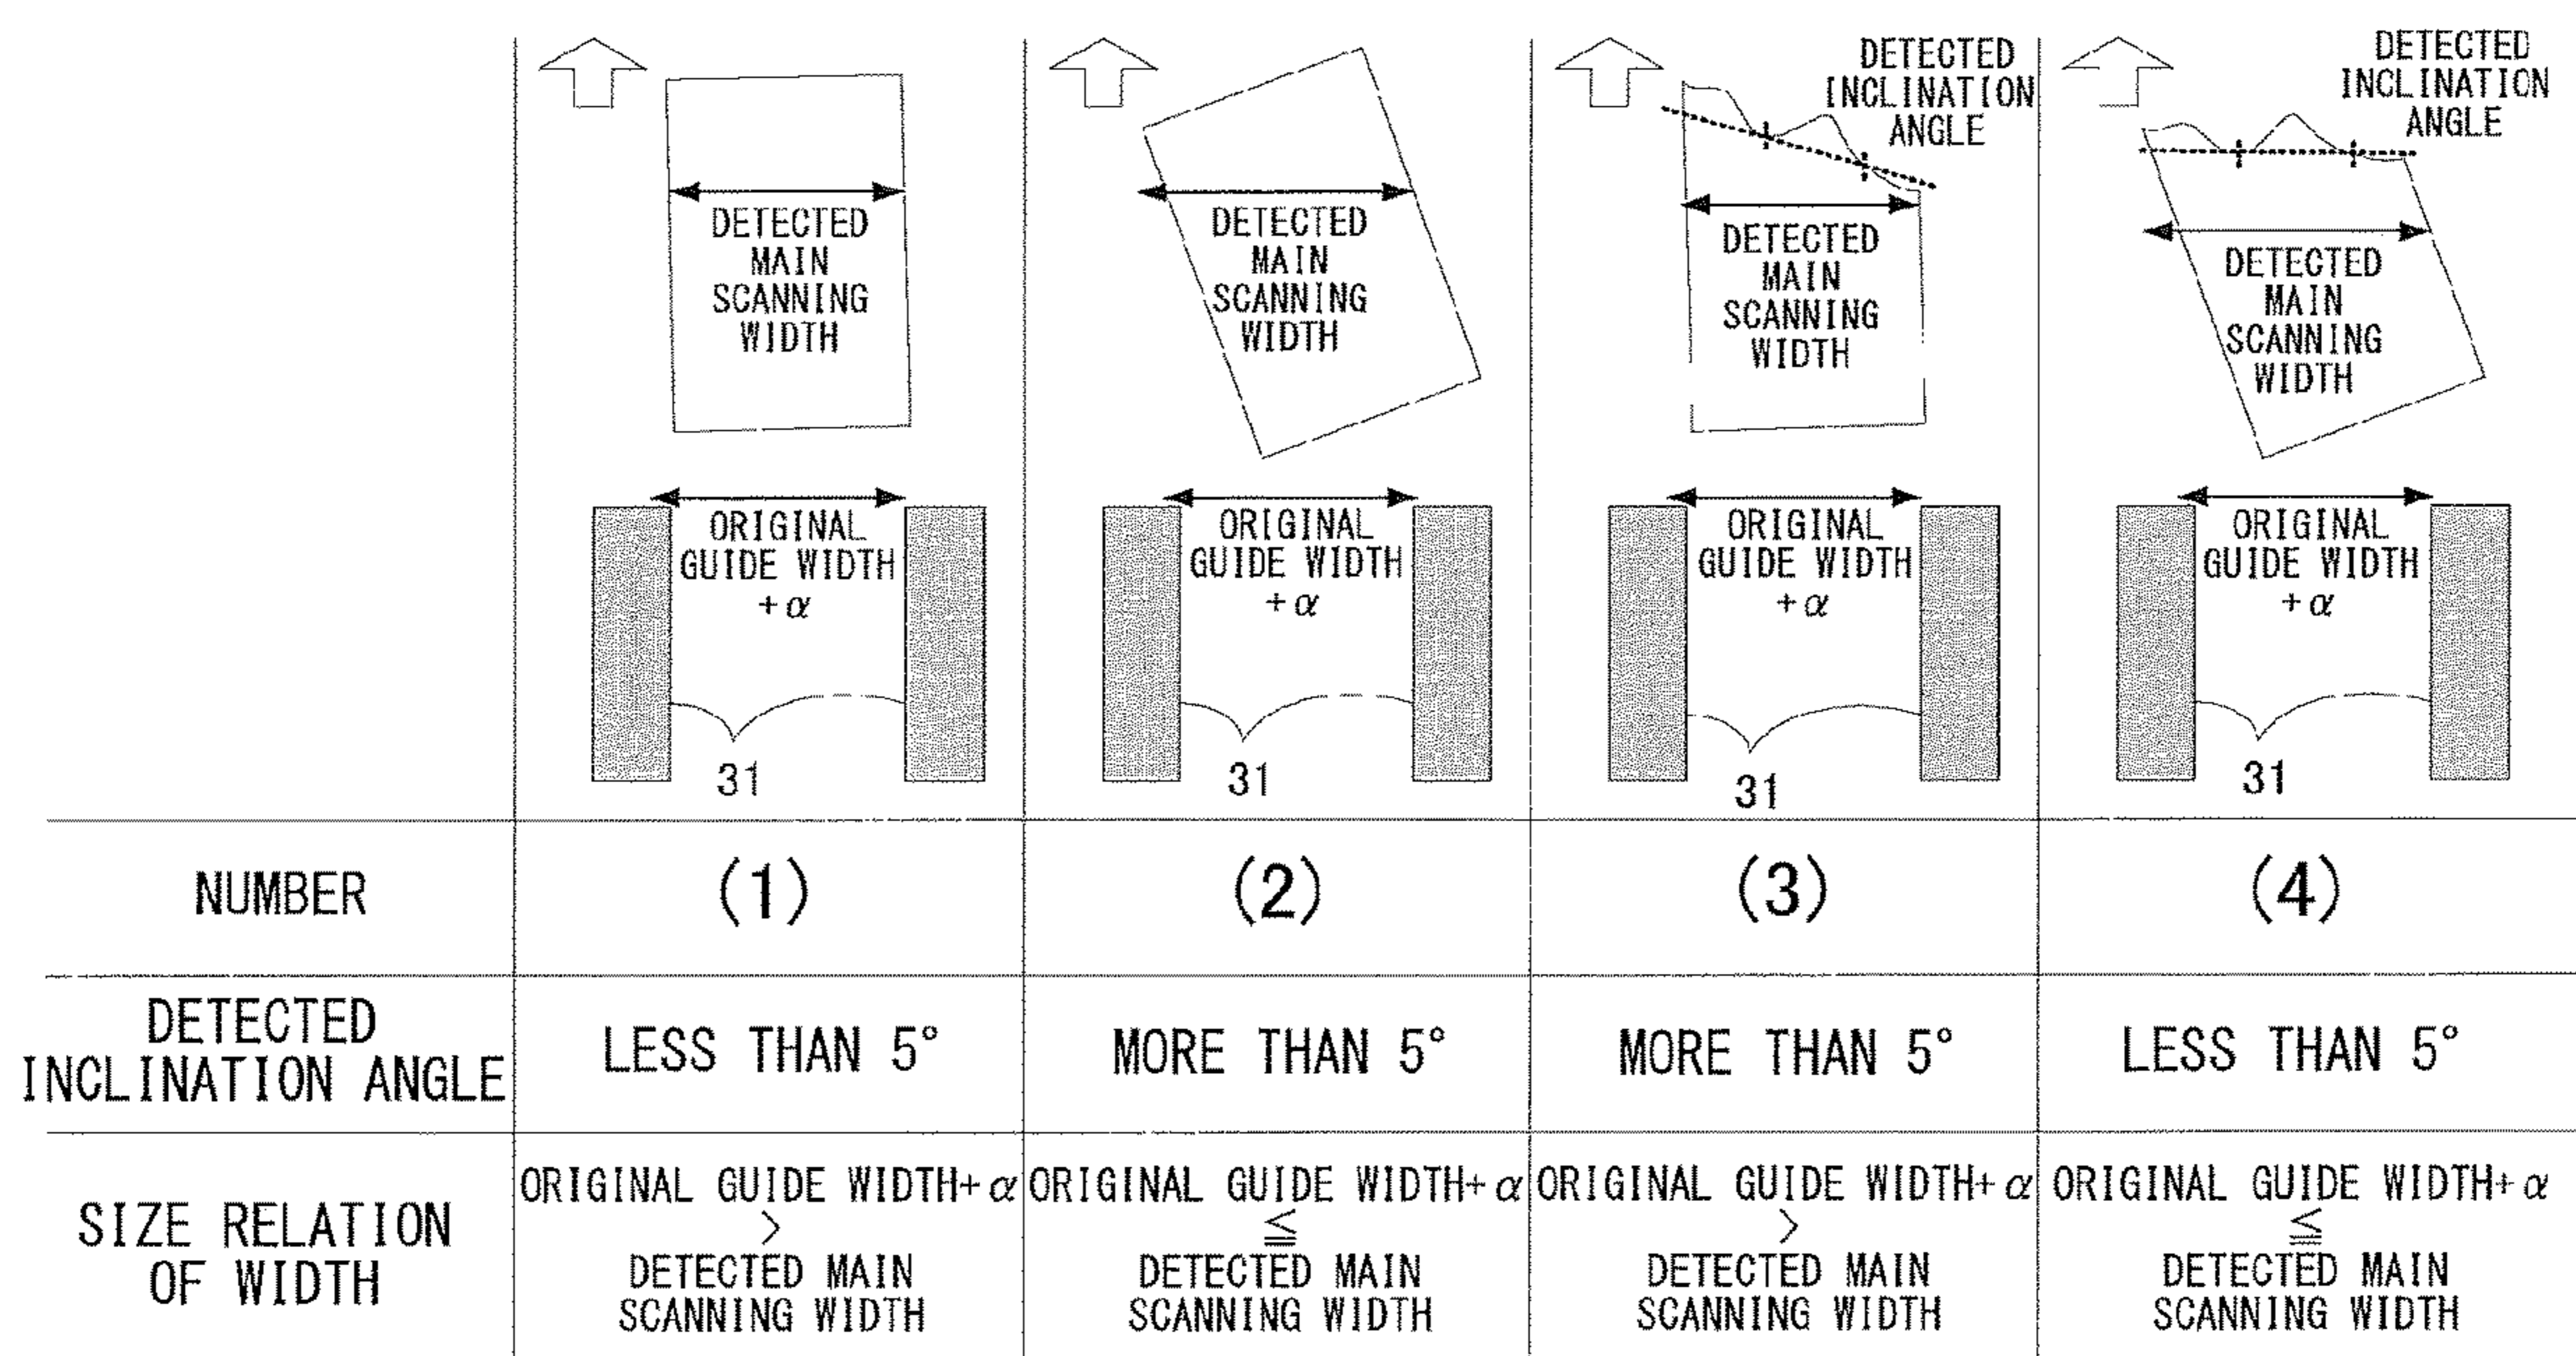 DETECTED
MAIN
SCANNING
WIDTH
ORIGINAL
GUIDE WIDTH
+α
31
DETECTED
MAIN
SCANNING
WIDTH
ORIGINAL
GUIDE WIDTH
+α
31
DETECTED
INCLINATION
ANGLE
DETECTED
MAIN
SCANNING
WIDTH
ORIGINAL
GUIDE WIDTH
+α
31
DETECTED
INCLINATION
ANGLE
DETECTED
MAIN
SCANNING
WIDTH
ORIGINAL
GUIDE WIDTH
+α
31
NUMBER
(1)
(2)
(3)
(4)
DETECTED
INCLINATION ANGLE
LESS THAN 5°
MORE THAN 5°
MORE THAN 5°
LESS THAN 5°
SIZE RELATION
OF WIDTH
ORIGINAL GUIDE WIDTH+α
>
DETECTED MAIN
SCANNING WIDTH
ORIGINAL GUIDE WIDTH+α
≦
DETECTED MAIN
SCANNING WIDTH
ORIGINAL GUIDE WIDTH+α
>
DETECTED MAIN
SCANNING WIDTH
ORIGINAL GUIDE WIDTH+α
≦
DETECTED MAIN
SCANNING WIDTH